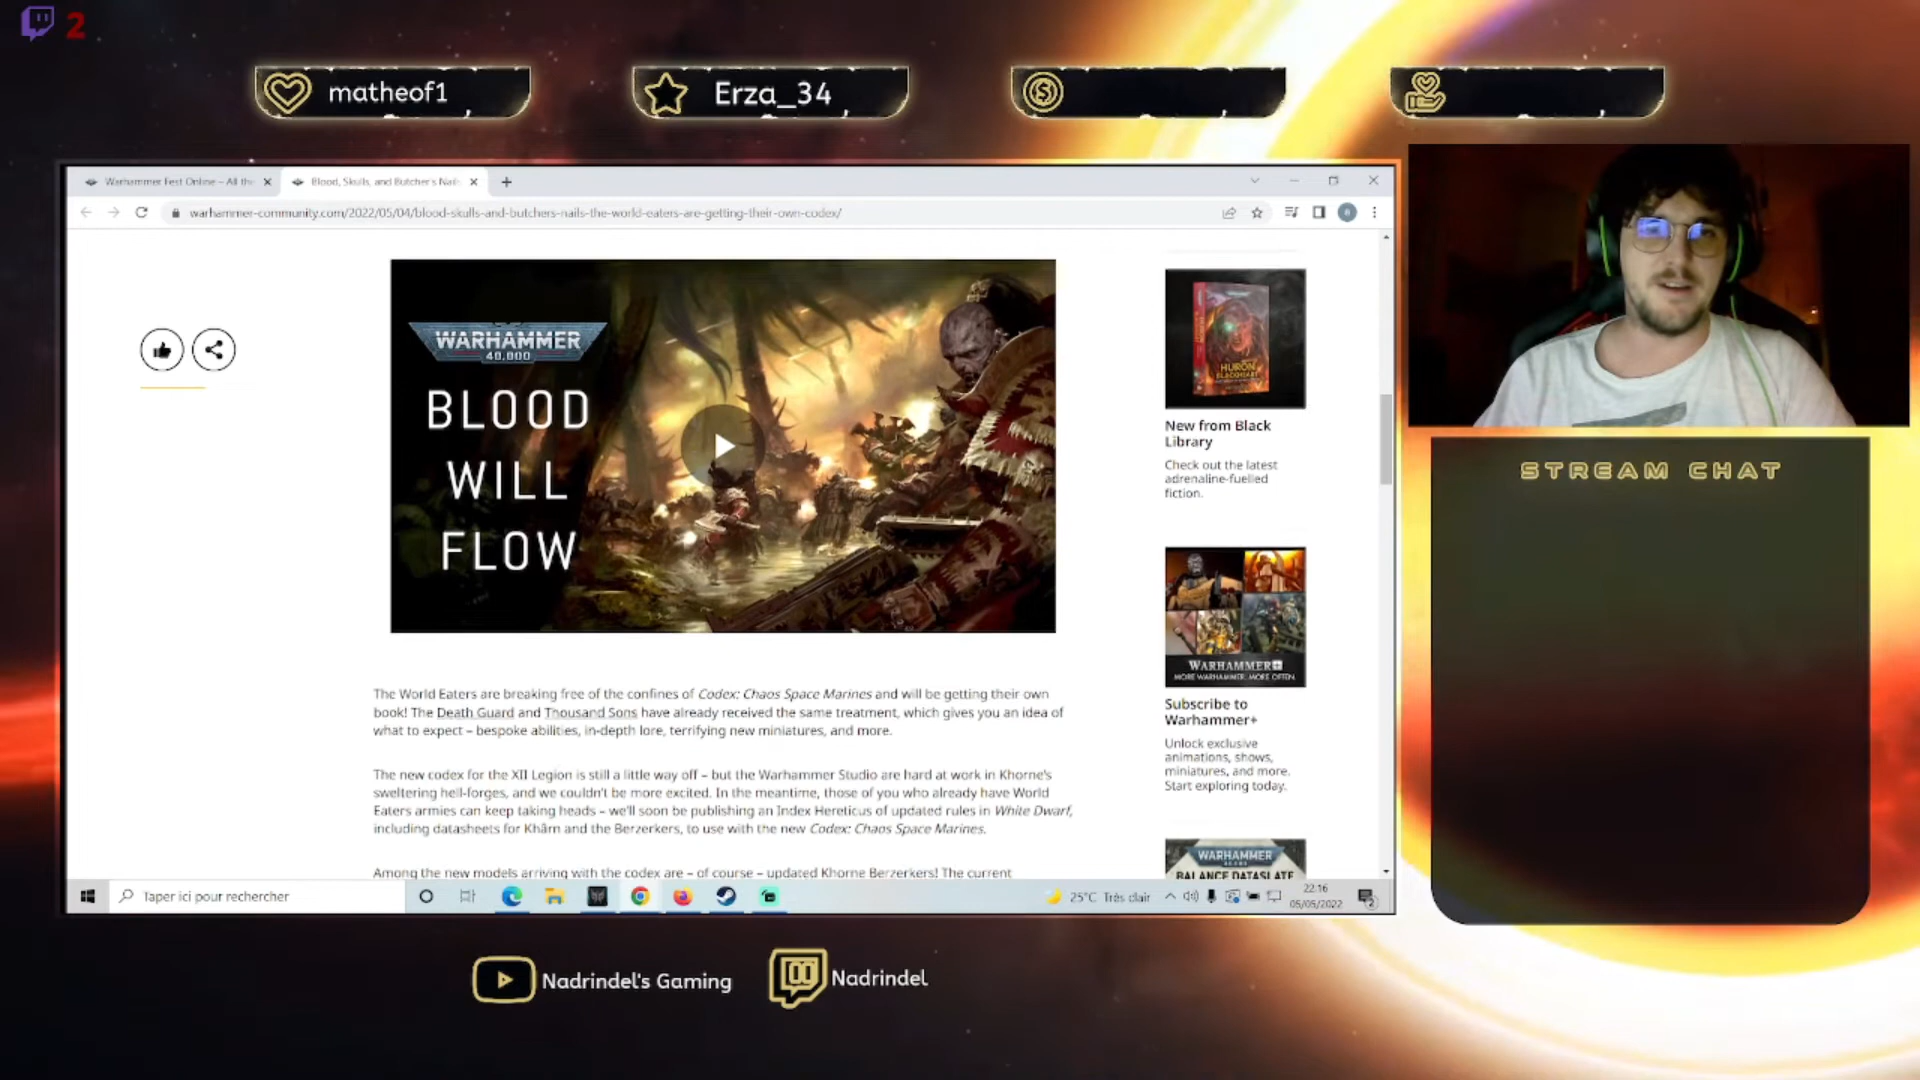 2
matheof1
Erza_34
Warhammer Fest Online – All the
Blood, Skulls, and Butcher's Nails
warhammer-community.com/2022/05/04/blood-skulls-and-butchers-nails-the-world-eaters-are-getting-their-own-codex/
WARHAMMER
40,000
BLOOD
WILL
FLOW
The World Eaters are breaking free of the confines of Codex: Chaos Space Marines and will be getting their own
book! The Death Guard and Thousand Sons have already received the same treatment, which gives you an idea of
what to expect – bespoke abilities, in-depth lore, terrifying new miniatures, and more.
The new codex for the XII Legion is still a little way off – but the Warhammer Studio are hard at work in Khorne's
sweltering hell-forges, and we couldn't be more excited. In the meantime, those of you who already have World
Eaters armies can keep taking heads – we'll soon be publishing an Index Hereticus of updated rules in White Dwarf,
including datasheets for Khârn and the Berzerkers, to use with the new Codex: Chaos Space Marines.
Among the new models arriving with the codex are – of course – updated Khorne Berzerkers! The current
HURON
BLACKHEART
New from Black
Library
Check out the latest
adrenaline-fuelled
fiction.
WARHAMMER+
MORE WARHAMMER. MORE OFTEN.
Subscribe to
Warhammer+
Unlock exclusive
animations, shows,
miniatures, and more.
Start exploring today.
WARHAMMER
BALANCE DATASLATE
Taper ici pour rechercher
25°C Très clair
22:16
05/05/2022
2
STREAM CHAT
Nadrindel's Gaming
Nadrindel